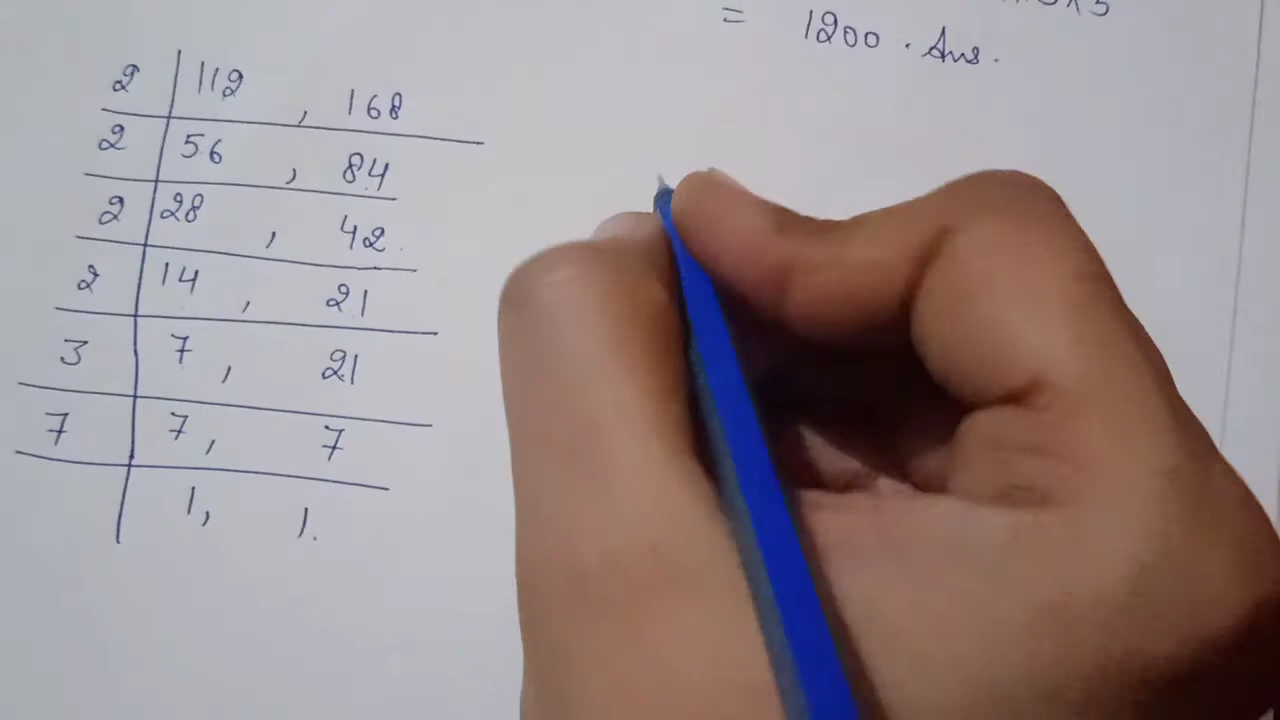 = 1200 . Ans.
2 | 112 , 168
2 | 56 , 84
2 | 28 , 42
2 | 14 , 21
3 | 7 , 21
7 | 7 , 7
1 , 1.